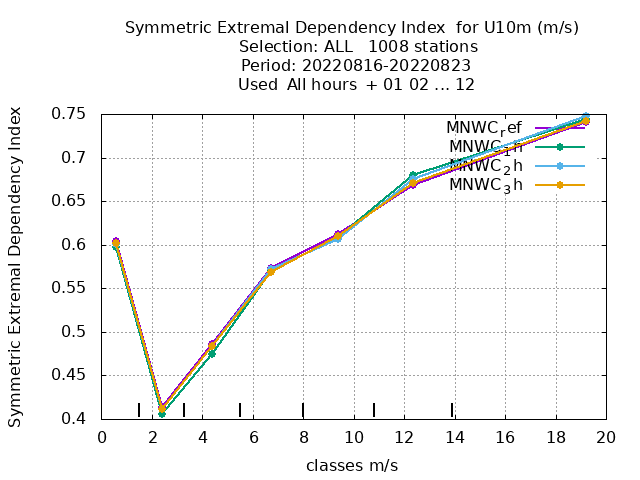 Symmetric Extremal Dependency Index  for U10m (m/s)
Selection: ALL   1008 stations
Period: 20220816-20220823
Used  All hours  + 01 02 ... 12
Symmetric Extremal Dependency Index
0.75
0.7
0.65
0.6
0.55
0.5
0.45
0.4
MNWC_ref
MNWC_1h
MNWC_2h
MNWC_3h
0 2 4 6 8 10 12 14 16 18 20
classes m/s